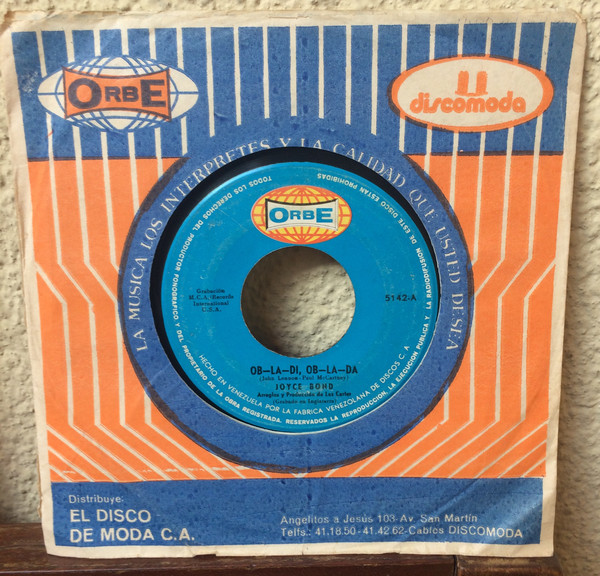 ORBE
discomoda
LA MUSICA LOS INTERPRETES Y LA CALIDAD QUE USTED DESEA
TODOS LOS DERECHOS DEL PRODUCTOR FONOGRAFICO Y DEL PROPIETARIO DE LA OBRA REGISTRADA. RESERVADOS LA REPRODUCCION, LA EJECUCION PUBLICA Y LA RADIODIFUSION DE ESTE DISCO ESTAN PROHIBIDAS
ORBE
Grabación
M.C.A. Records
International
U.S.A.
5142-A
OB-LA-DI, OB-LA-DA
(John Lennon-Paul McCartney)
JOYCE BOND
Arreglos y Producción de Lee Carlos
(Grabado en Inglaterra)
HECHO EN VENEZUELA POR LA FABRICA VENEZOLANA DE DISCOS C A
Distribuye:
EL DISCO
DE MODA C.A.
Angelitos a Jesús 103-Av. San Martín
Telfs.: 41.18.50-41.42.62-Cables DISCOMODA